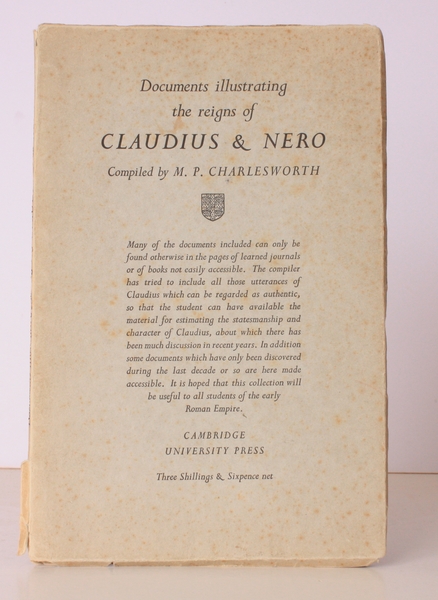 Documents illustrating
the reigns of
CLAUDIUS & NERO
Compiled by M. P. CHARLESWORTH
Many of the documents included can only be
found otherwise in the pages of learned journals
or of books not easily accessible. The compiler
has tried to include all those utterances of
Claudius which can be regarded as authentic,
so that the student can have available the
material for estimating the statesmanship and
character of Claudius, about which there has
been much discussion in recent years. In addition
some documents which have only been discovered
during the last decade or so are here made
accessible. It is hoped that this collection will
be useful to all students of the early
Roman Empire.
CAMBRIDGE
UNIVERSITY PRESS
Three Shillings & Sixpence net